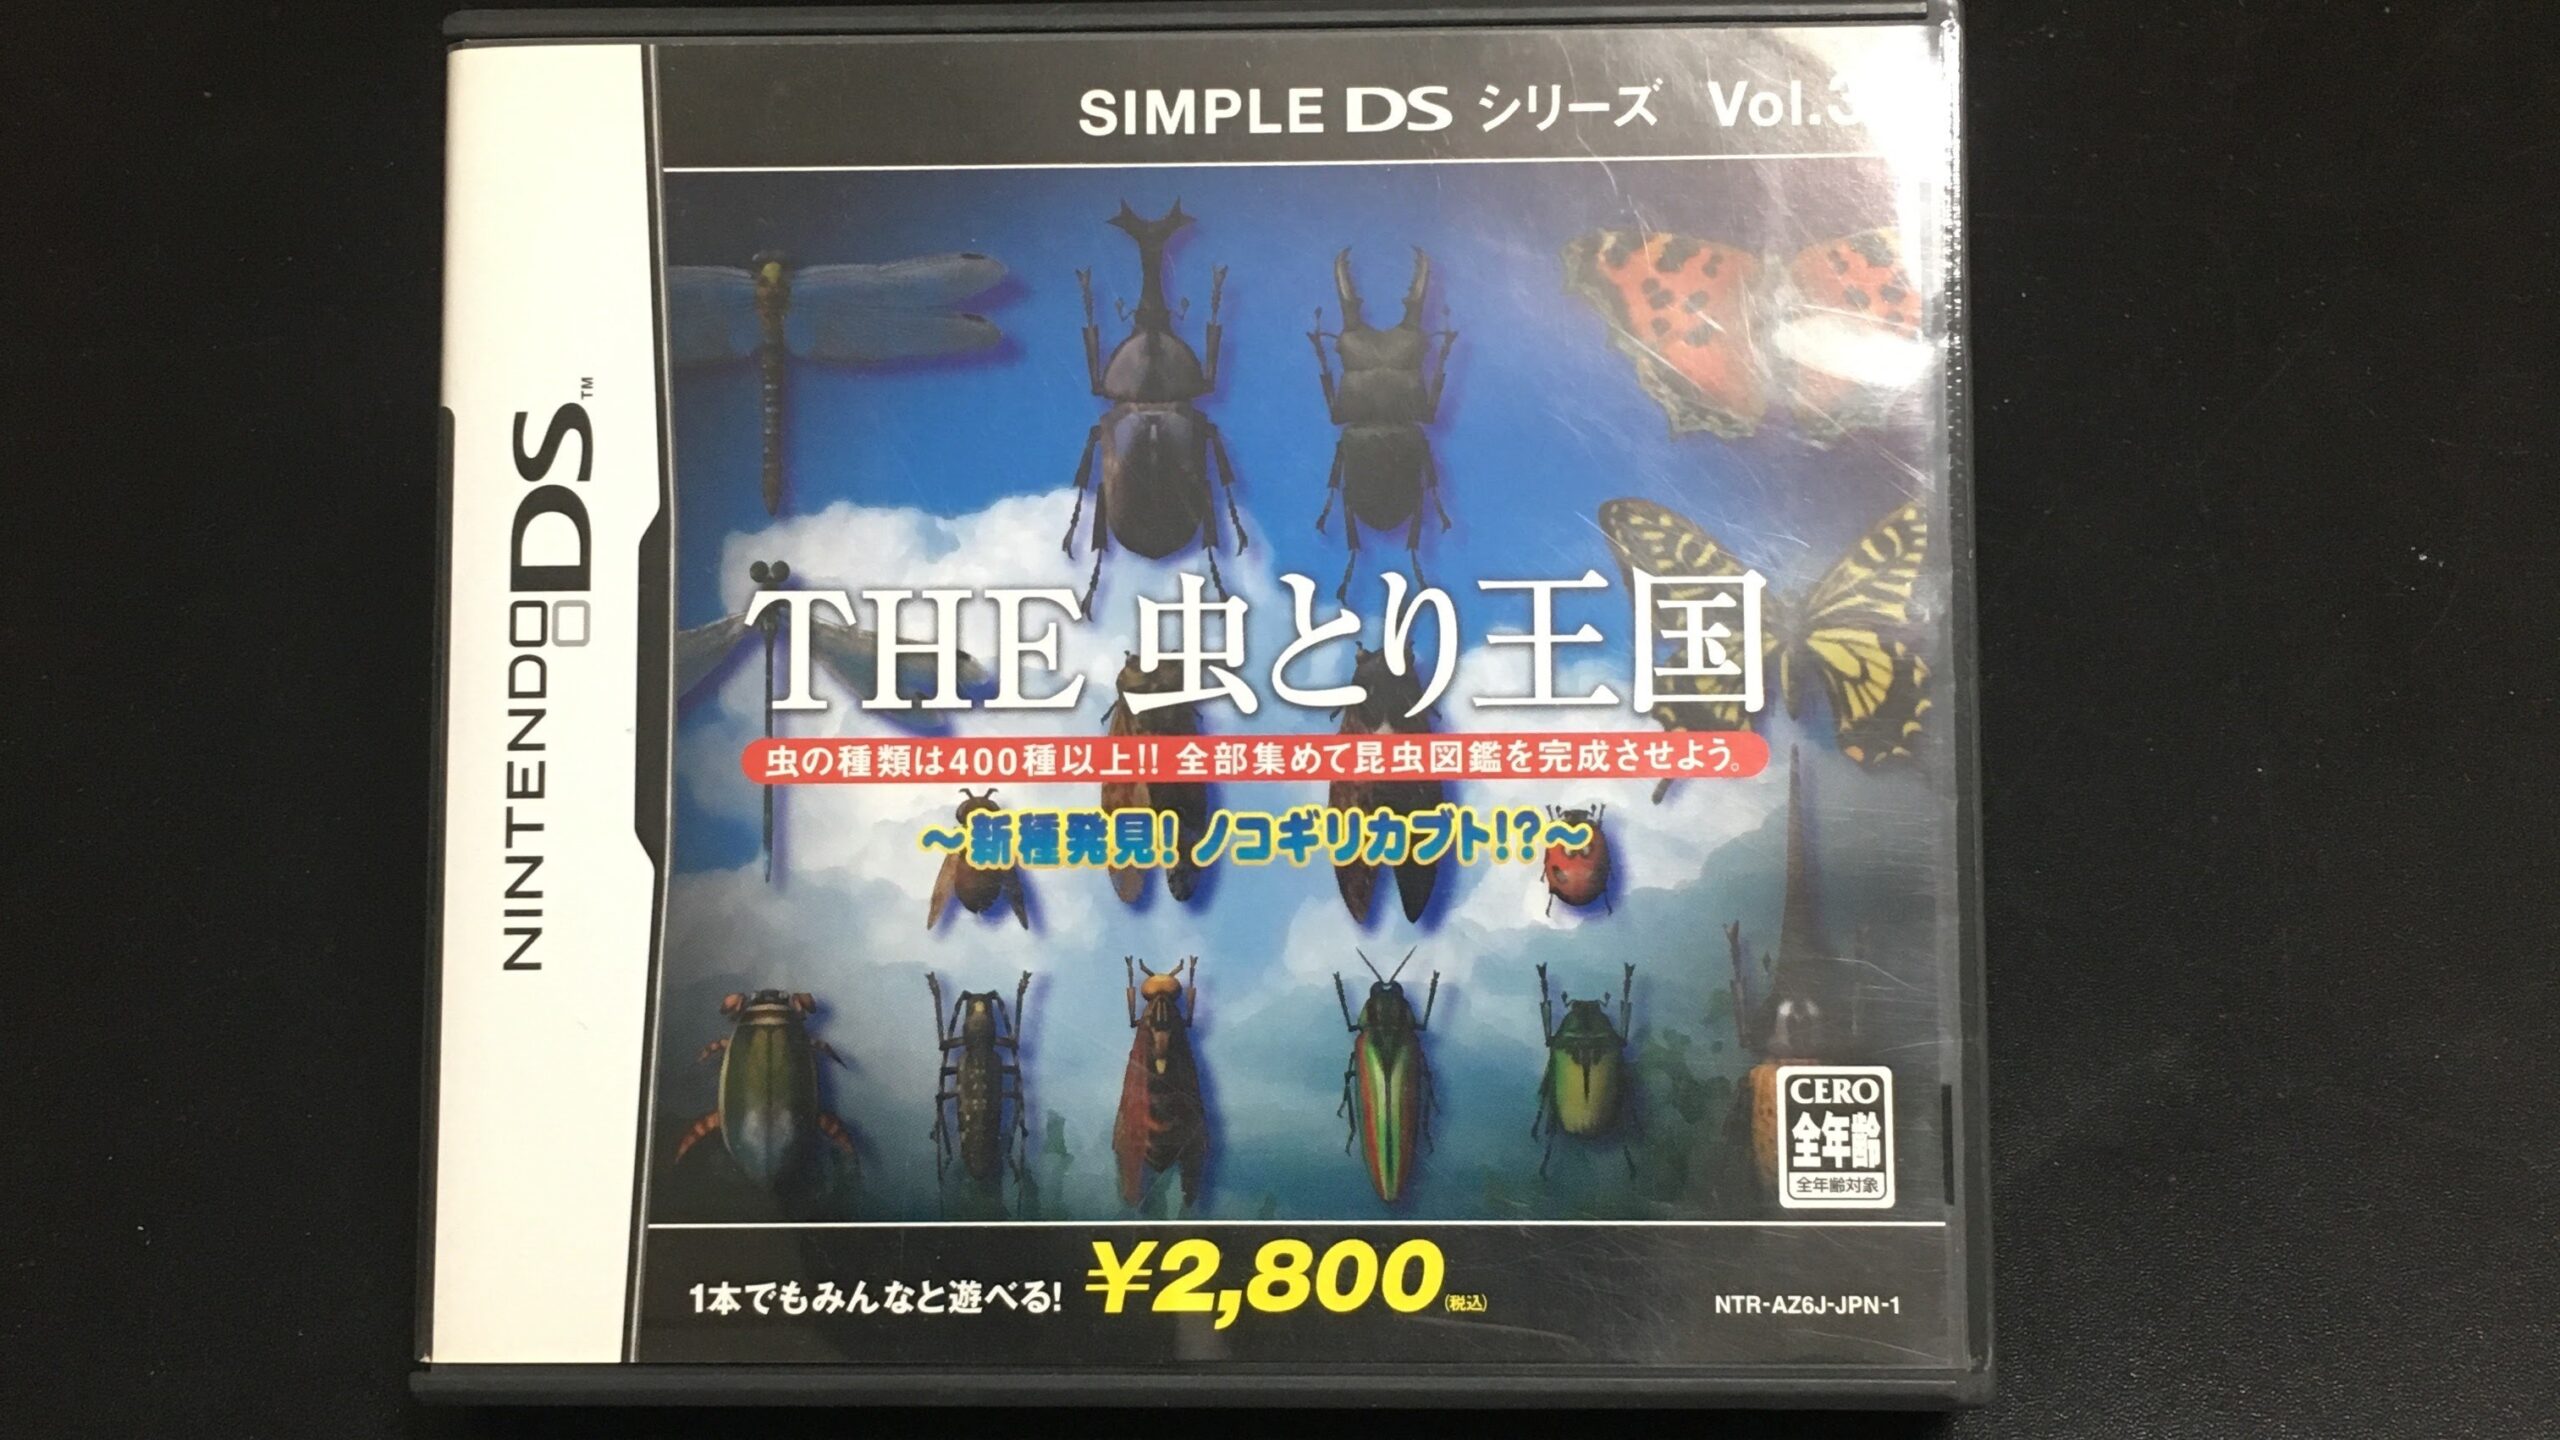 SIMPLE DS シリーズ Vol.3
NINTENDO DS™
THE 虫とり王国
虫の種類は400種以上!! 全部集めて昆虫図鑑を完成させよう。
〜新種発見! ノコギリカブト!?〜
CERO
全年齢
全年齢対象
1本でもみんなと遊べる! ¥2,800(税込)
NTR-AZ6J-JPN-1